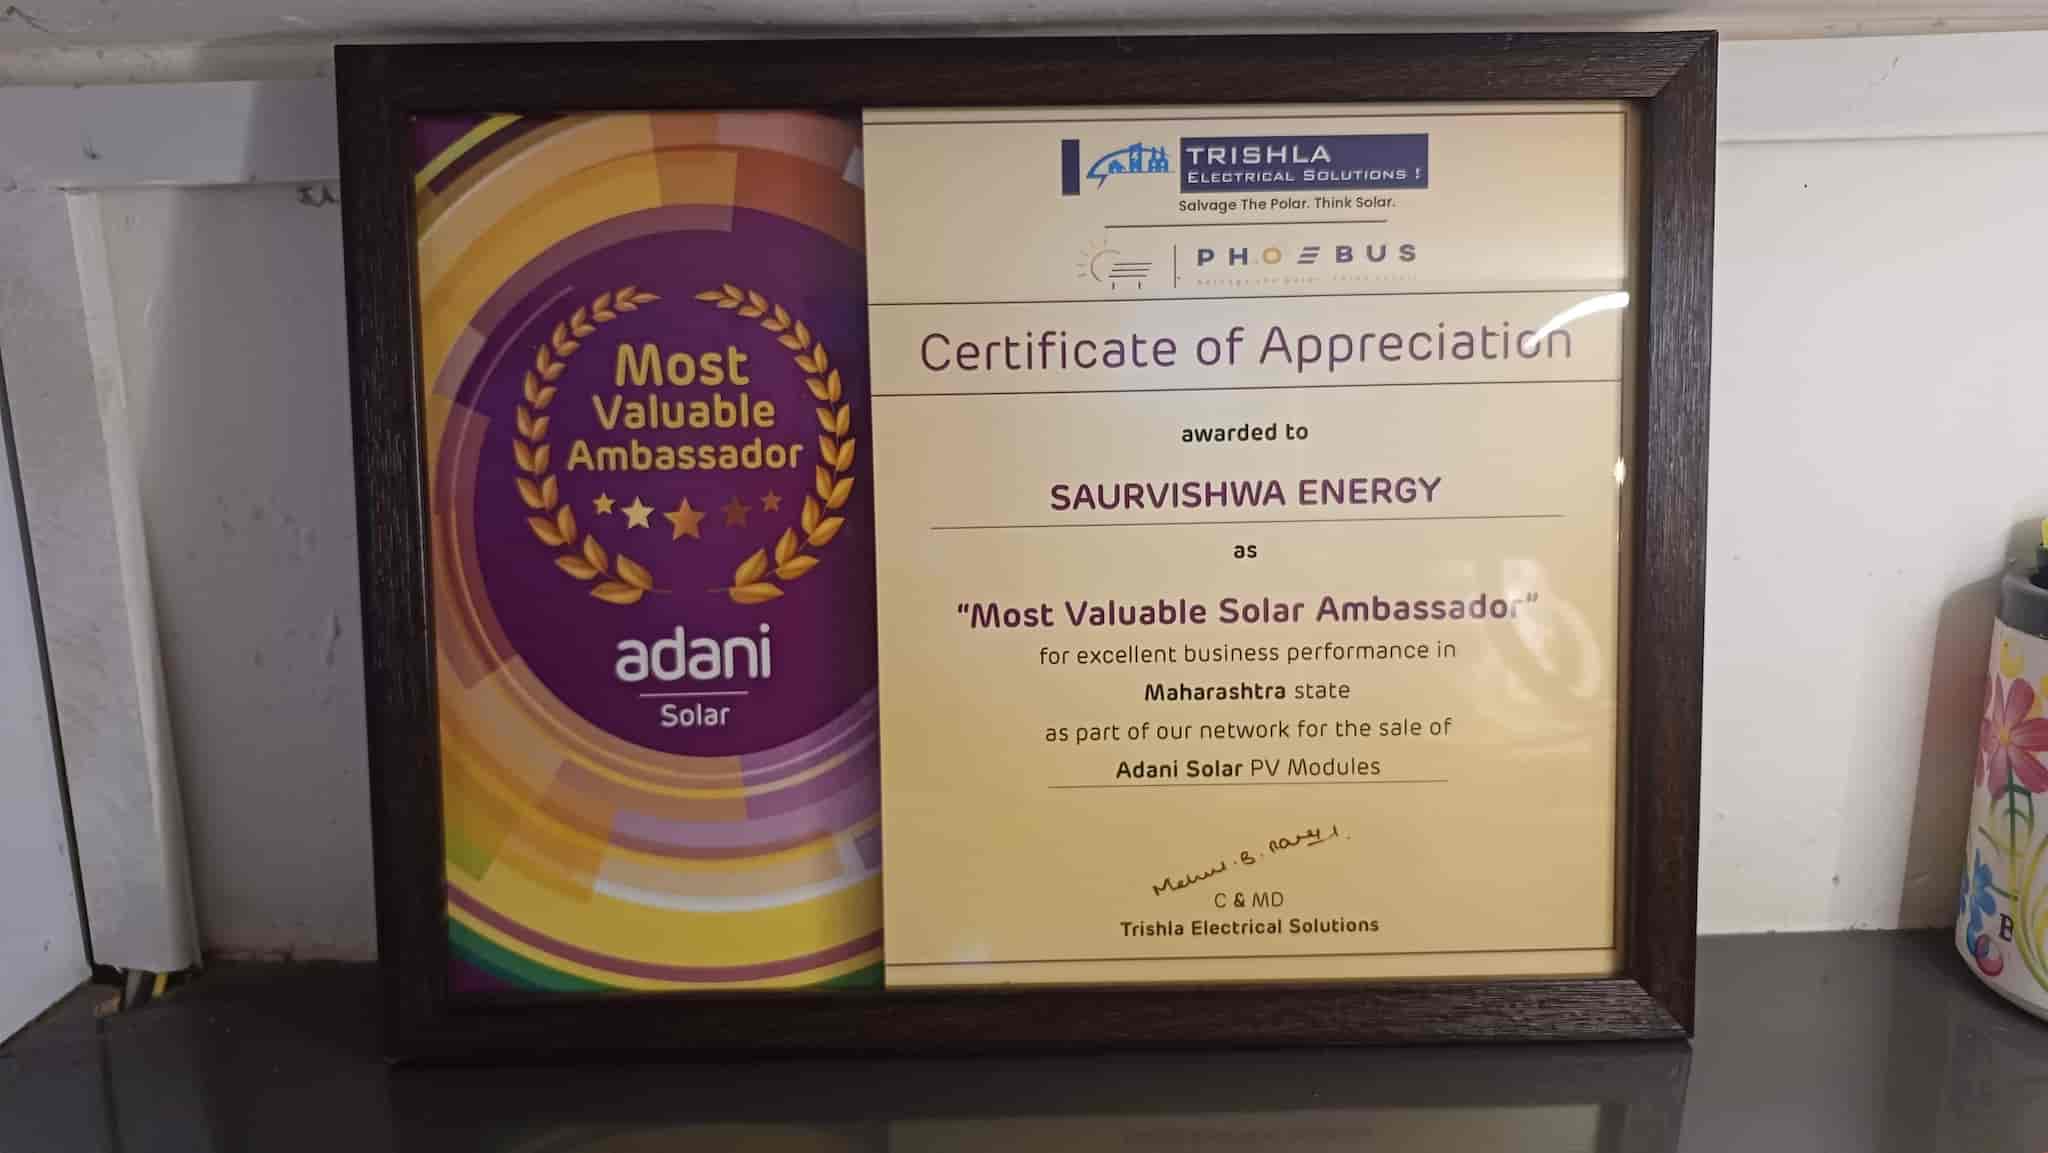 Most
Valuable
Ambassador
adani
Solar
TRISHLA
ELECTRICAL SOLUTIONS !
Salvage The Polar. Think Solar.
PHOEBUS
Certificate of Appreciation
awarded to
SAURVISHWA ENERGY
as
“Most Valuable Solar Ambassador”
for excellent business performance in
Maharashtra state
as part of our network for the sale of
Adani Solar PV Modules
C & MD
Trishla Electrical Solutions